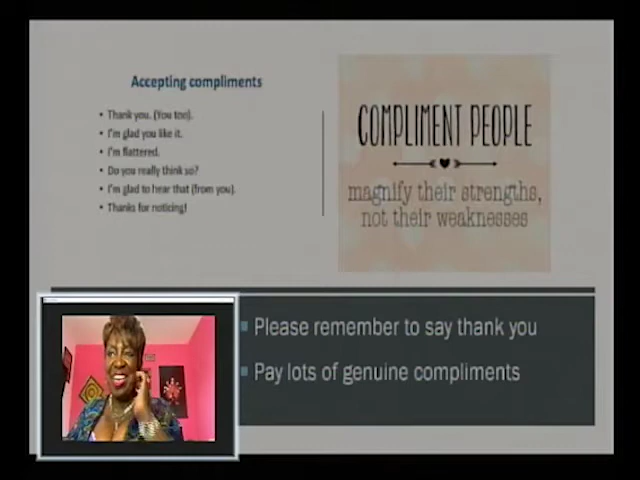 Accepting compliments
• Thank you. (You too).
• I'm glad you like it.
• I'm flattered.
• Do you really think so?
• I'm glad to hear that (from you).
• Thanks for noticing!
COMPLIMENT PEOPLE
magnify their strengths,
not their weaknesses
Please remember to say thank you
Pay lots of genuine compliments